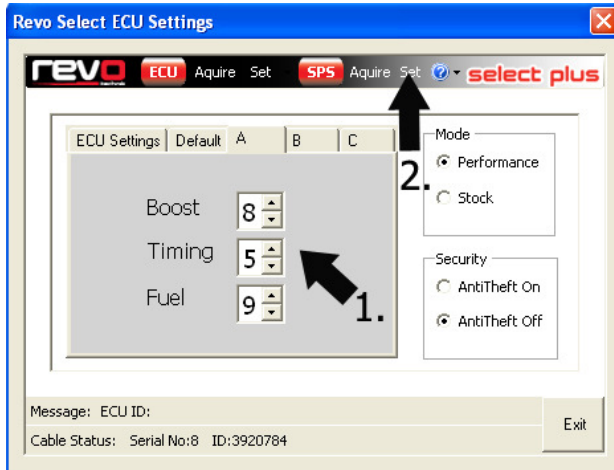 Revo Select ECU Settings
revo ECU Aquire Set SPS Aquire Set ? select plus
ECU Settings Default A B C
Mode
Performance
Stock
2.
Boost 8
Timing 5
Fuel 9
1.
Security
AntiTheft On
AntiTheft Off
Message: ECU ID:
Cable Status: Serial No:8 ID:3920784
Exit